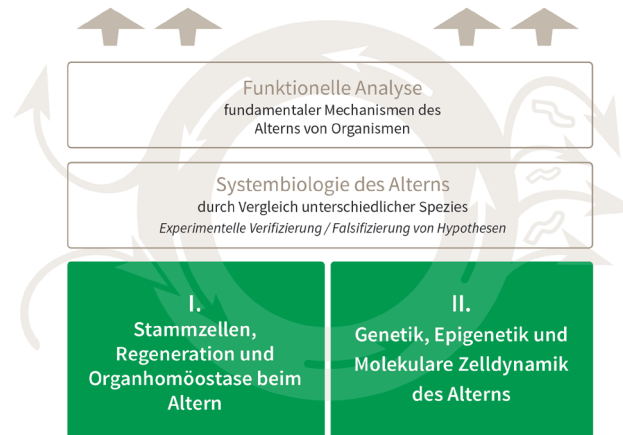 Funktionelle Analyse
fundamentaler Mechanismen des
Alterns von Organismen
Systembiologie des Alterns
durch Vergleich unterschiedlicher Spezies
Experimentelle Verifizierung / Falsifizierung von Hypothesen
I.
Stammzellen,
Regeneration und
Organhomöostase beim
Altern
II.
Genetik, Epigenetik und
Molekulare Zelldynamik
des Alterns